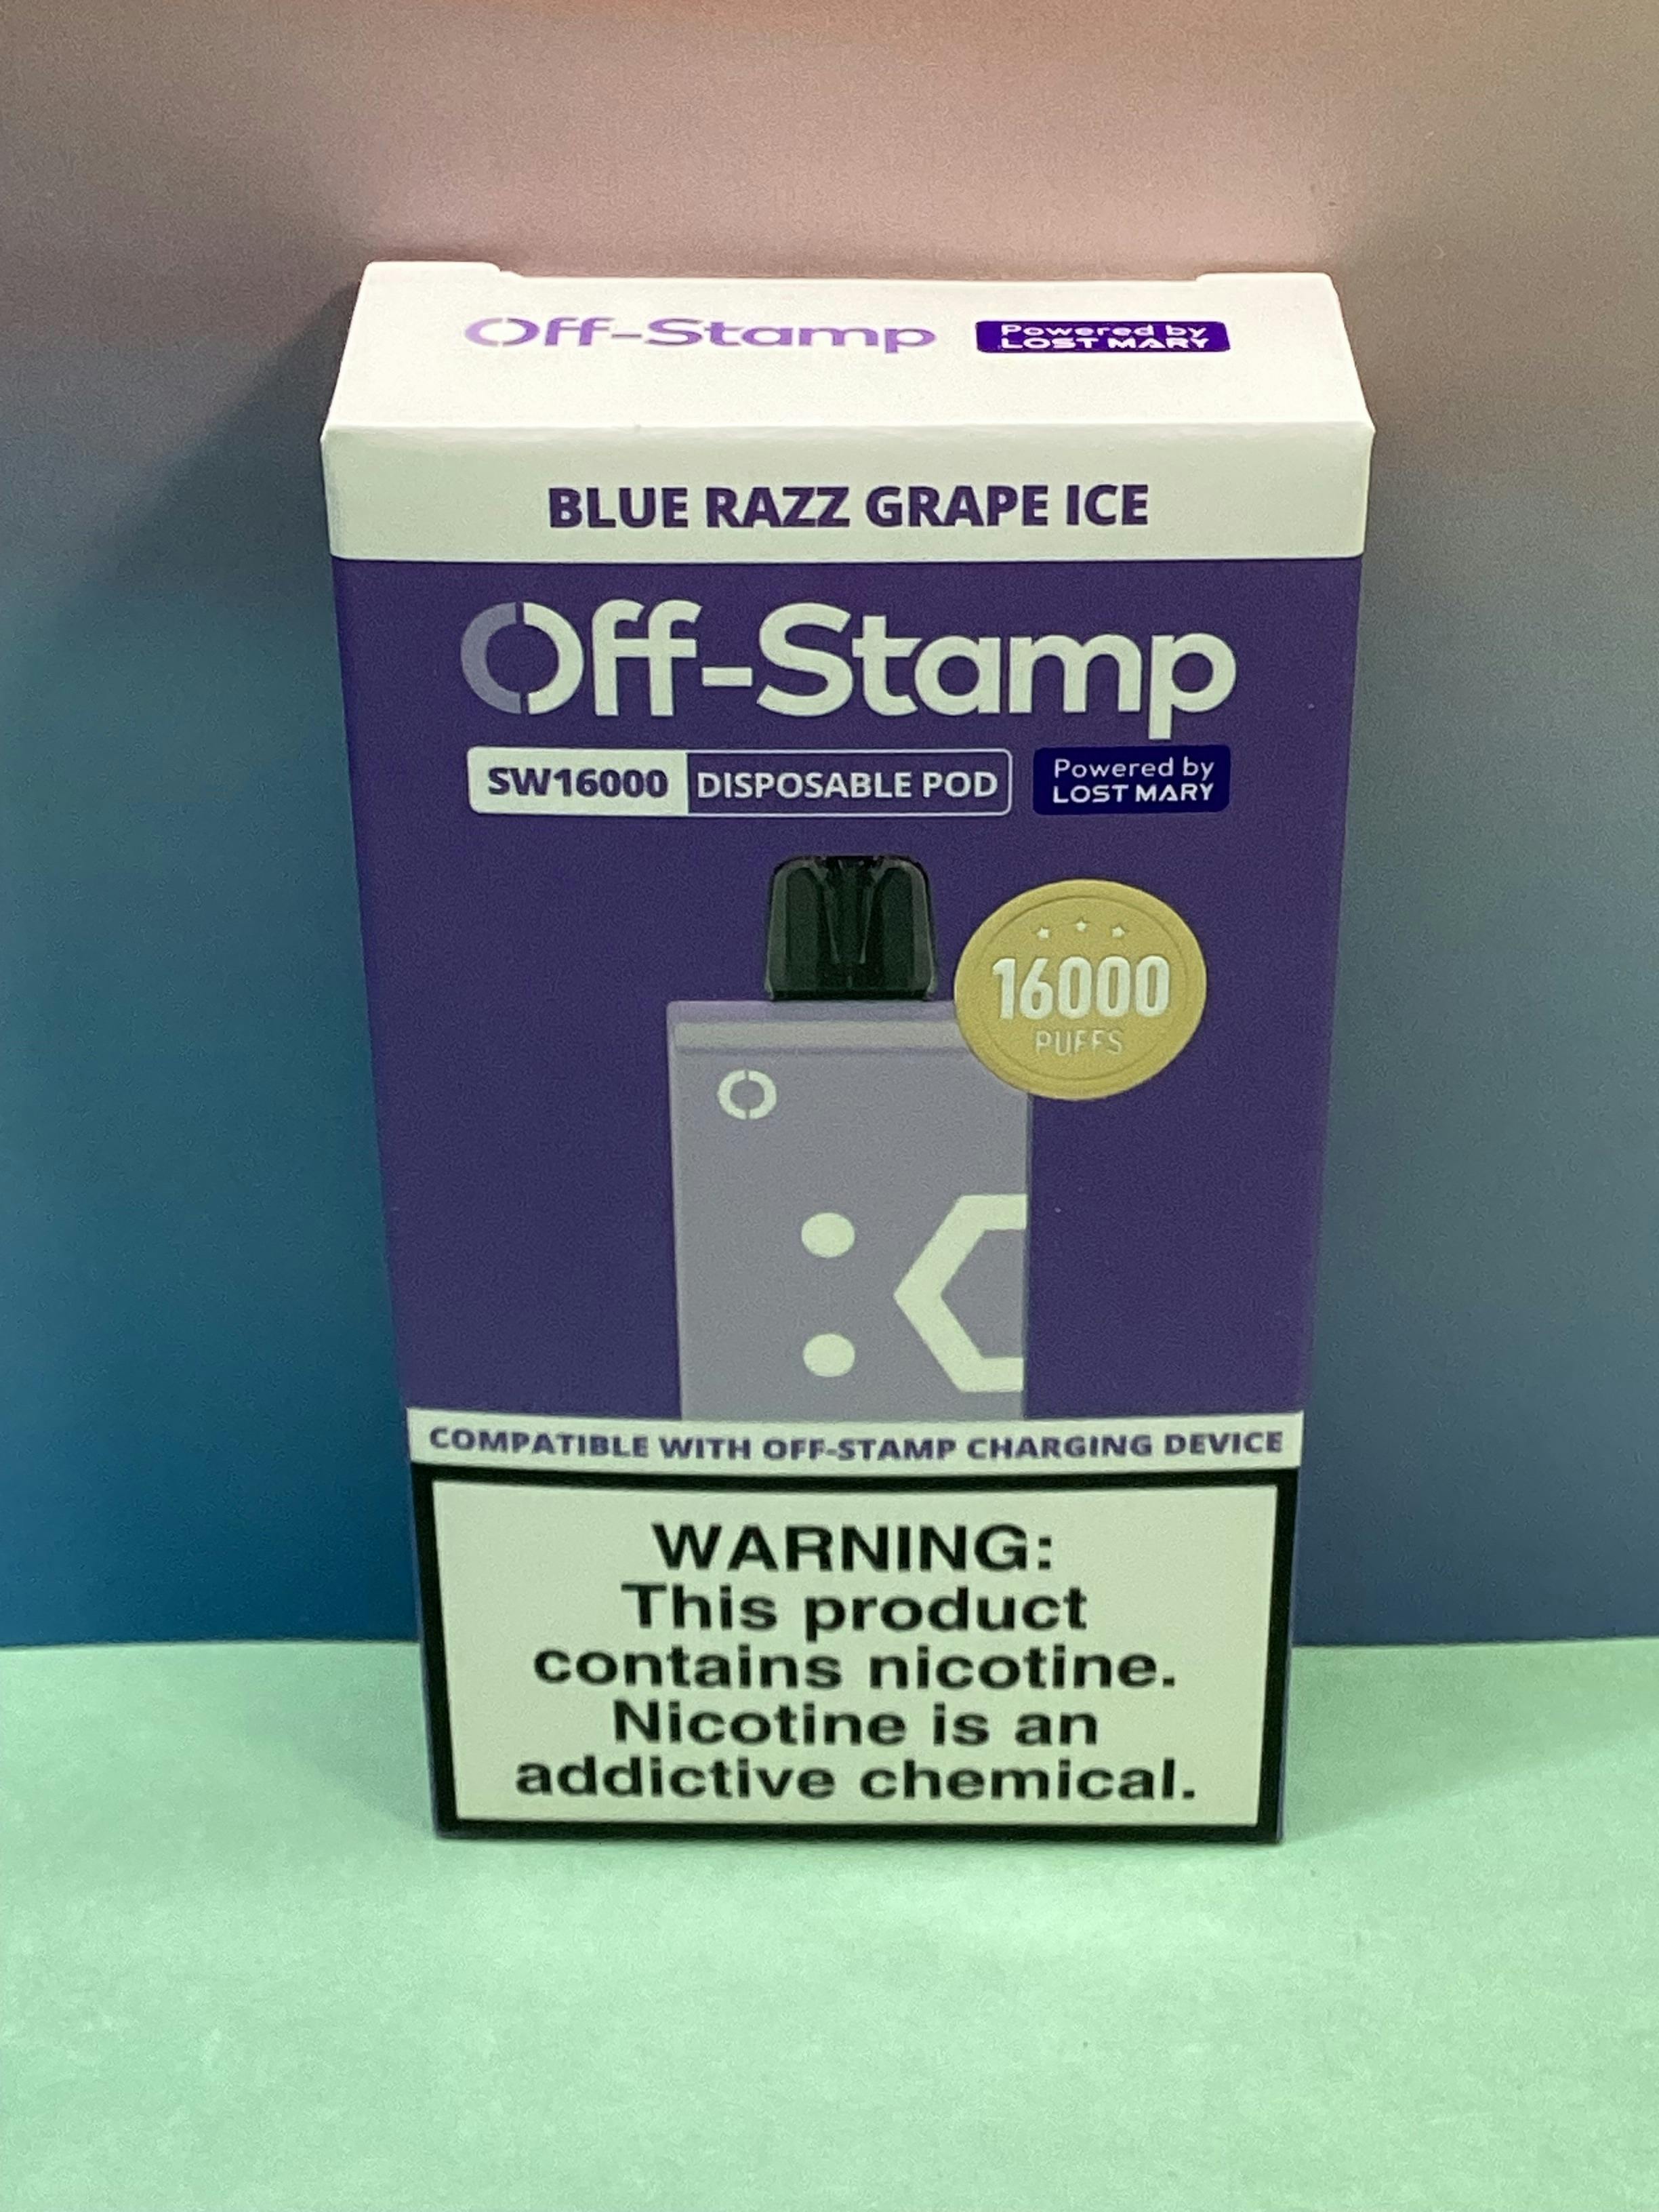 Off-Stamp
Powered by
LOST MARY
BLUE RAZZ GRAPE ICE
Off-Stamp
SW16000 DISPOSABLE POD
Powered by
LOST MARY
16000
PUFFS
COMPATIBLE WITH OFF-STAMP CHARGING DEVICE
WARNING:
This product
contains nicotine.
Nicotine is an
addictive chemical.